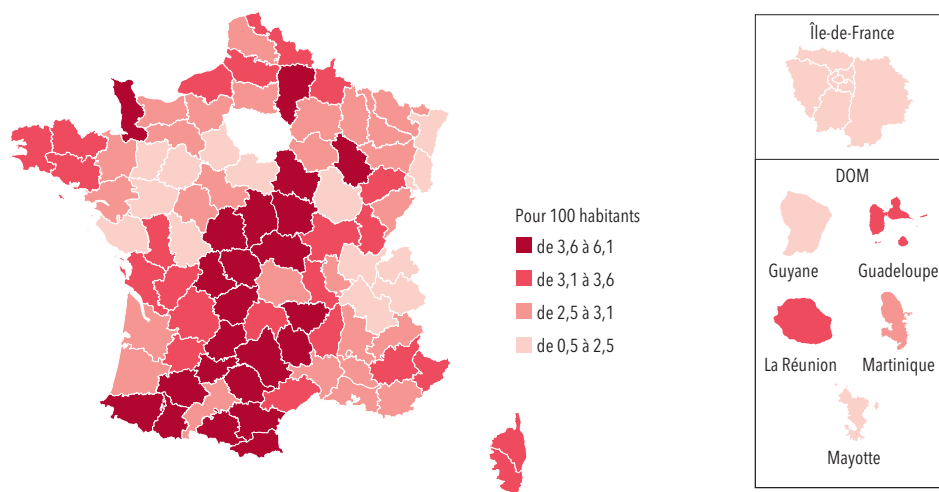 Pour 100 habitants
de 3,6 à 6,1
de 3,1 à 3,6
de 2,5 à 3,1
de 0,5 à 2,5
Île-de-France
DOM
Guyane
Guadeloupe
La Réunion
Martinique
Mayotte